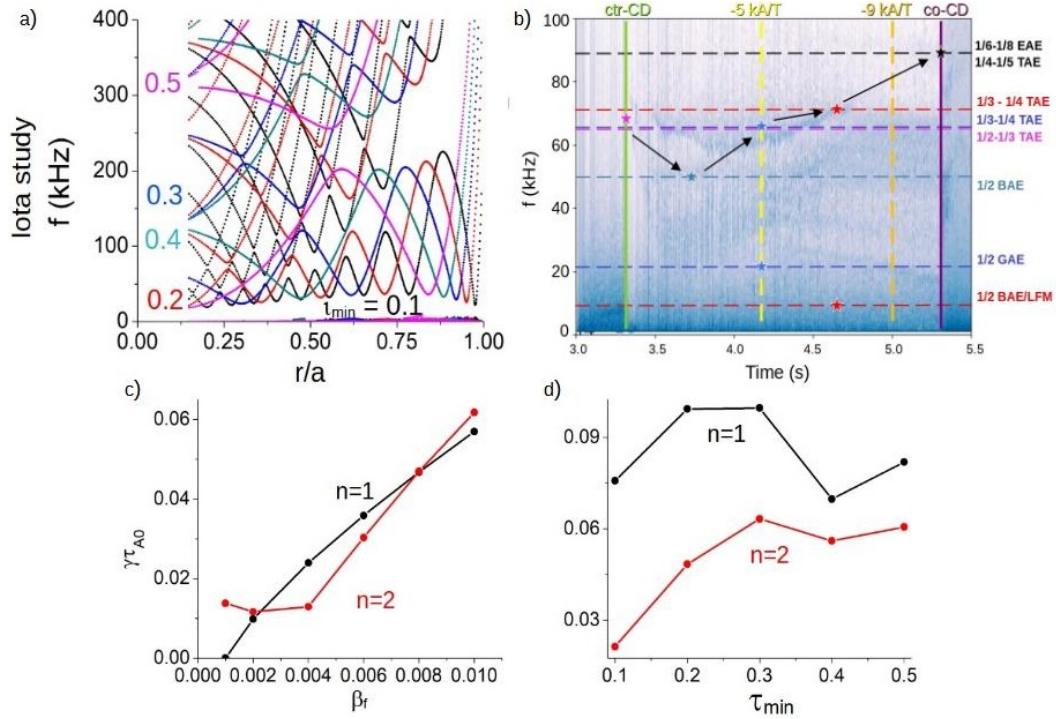 a)
Iota study
f (kHz)
400
300
200
100
0
0.5
0.3
0.4
0.2
ꙇmin = 0.1
0.00
0.25
0.50
0.75
1.00
r/a
b)
ctr-CD
-5 kA/T
-9 kA/T
co-CD
f (kHz)
100
80
60
40
20
0
1/6-1/8 EAE
1/4-1/5 TAE
1/3 - 1/4 TAE
1/3-1/4 TAE
1/2-1/3 TAE
1/2 BAE
1/2 GAE
1/2 BAE/LFM
3.0
3.5
4.0
4.5
5.0
5.5
Time (s)
c)
γτA0
0.06
0.04
0.02
0.00
n=1
n=2
0.000
0.002
0.004
0.006
0.008
0.010
βf
d)
0.09
0.06
0.03
n=1
n=2
0.1
0.2
0.3
0.4
0.5
τmin